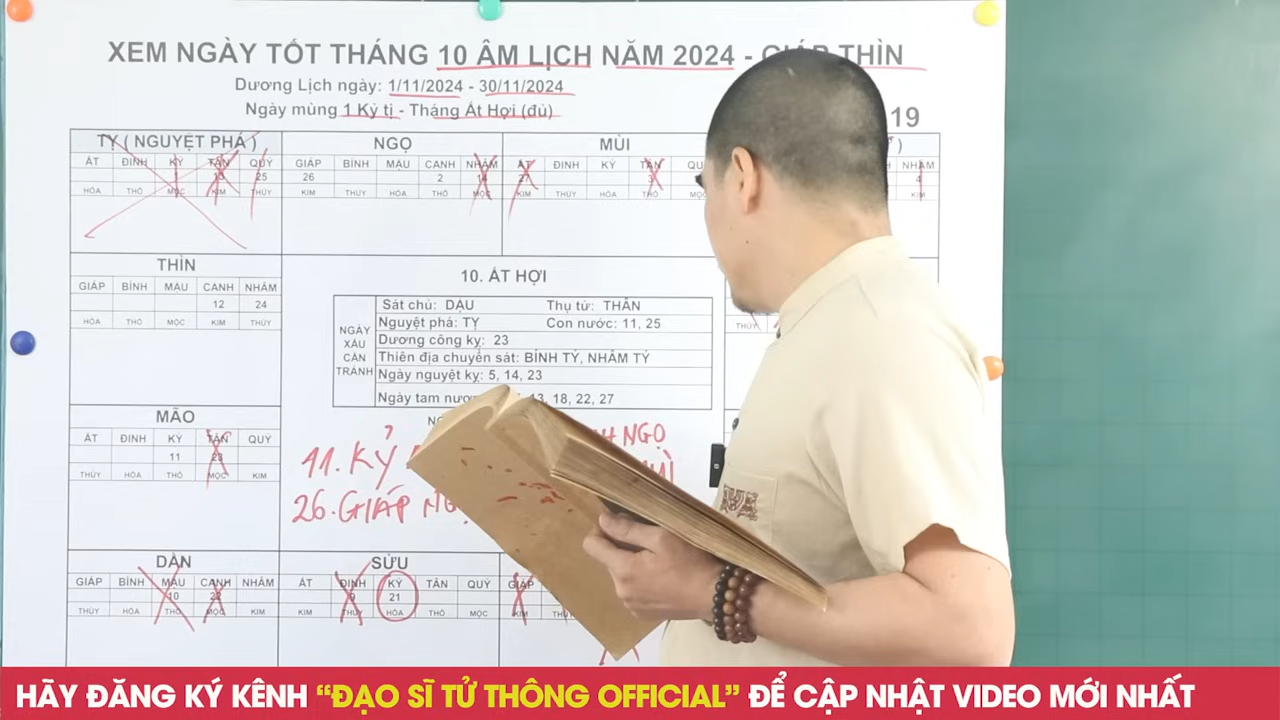 XEM NGÀY TỐT THÁNG 10 ÂM LỊCH NĂM 2024 - GIÁP THÌN
Dương Lịch ngày: 1/11/2024 - 30/11/2024
Ngày mùng 1 Kỷ tị - Tháng Ất Hợi (đủ)
19
TỴ ( NGUYỆT PHÁ )
ẤT ĐINH KỶ TÂN QUÝ
13 25
HỎA THỔ MỘC KIM THỦY
NGỌ
GIÁP BÍNH MẬU CANH NHÂM
26 2 14
KIM THỦY HỎA THỔ MỘC
MÙI
ẤT ĐINH KỶ TÂN
27 3
KIM THỔ
NHÂM
4
THÌN
GIÁP BÍNH MẬU CANH NHÂM
12 24
HỎA THỔ MỘC KIM THỦY
10. ẤT HỢI
NGÀY XẤU CẦN TRÁNH
Sát chủ: DẬU Thụ tử: THÂN
Nguyệt phá: TỴ Con nước: 11, 25
Dương công kỵ: 23
Thiên địa chuyển sát: BÍNH TÝ, NHÂM TÝ
Ngày nguyệt kỵ: 5, 14, 23
Ngày tam nương 13, 18, 22, 27
THỦY
MÃO
ẤT ĐINH KỶ TÂN QUÝ
11 23
THỦY HỎA THỔ MỘC KIM
11. KỶ
NGỌ
26. GIÁP NGỌ
DẦN
GIÁP BÍNH MẬU CANH NHÂM
10 22
THỦY HỎA THỔ MỘC KIM
SỬU
ẤT ĐINH KỶ TÂN QUÝ
9 21
KIM THỦY HỎA THỔ MỘC
GIÁP
KIM
HÃY ĐĂNG KÝ KÊNH “ĐẠO SĨ TỬ THÔNG OFFICIAL” ĐỂ CẬP NHẬT VIDEO MỚI NHẤT